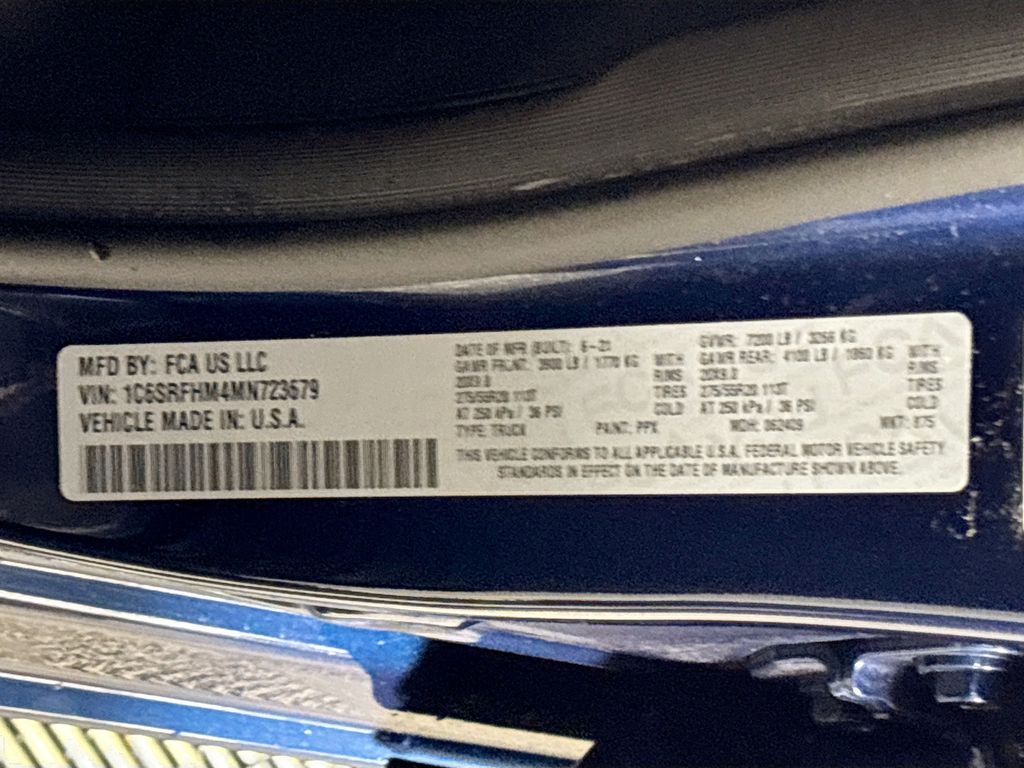 MFD BY: FCA US LLC
VIN: 1C6SRFHM4MN723679
VEHICLE MADE IN: U.S.A.
DATE OF MFR (BUILT): 6-21 GVWR: 7200 LB / 3266 KG
GAWR FRONT: 3900 LB / 1770 KG WITH GAWR REAR: 4100 LB / 1860 KG WITH
20X9.0 RIMS 20X9.0 RIMS
275/55R20 113T TIRES 275/55R20 113T TIRES
AT 250 kPa / 36 PSI COLD AT 250 kPa / 36 PSI COLD
TYPE: TRUCK PAINT: PPX MDH: 062409 MKT: 875
THIS VEHICLE CONFORMS TO ALL APPLICABLE U.S.A. FEDERAL MOTOR VEHICLE SAFETY
STANDARDS IN EFFECT ON THE DATE OF MANUFACTURE SHOWN ABOVE.